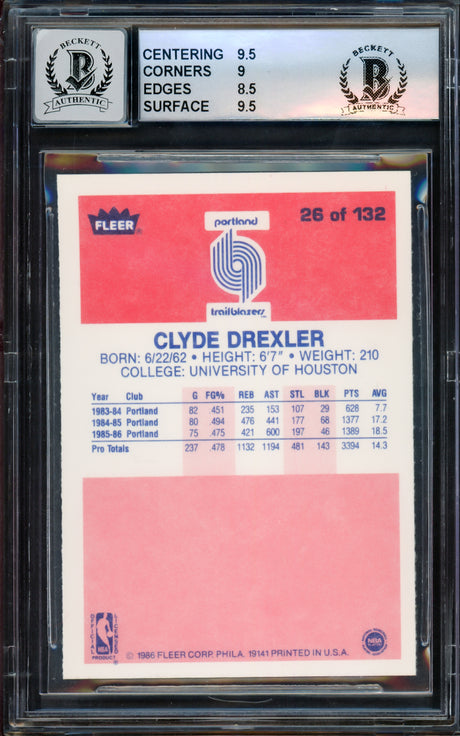 BECKETT
B
AUTHENTIC
CENTERING 9.5
CORNERS 9
EDGES 8.5
SURFACE 9.5
BECKETT
B
AUTHENTIC
FLEER®
portland
trailblazers
26 of 132
CLYDE DREXLER
BORN: 6/22/62 • HEIGHT: 6'7" • WEIGHT: 210
COLLEGE: UNIVERSITY OF HOUSTON
Year Club G FG% REB AST STL BLK PTS AVG
1983-84 Portland 82 .451 235 153 107 29 628 7.7
1984-85 Portland 80 .494 476 441 177 68 1377 17.2
1985-86 Portland 75 .475 421 600 197 46 1389 18.5
Pro Totals 237 .478 1132 1194 481 143 3394 14.3
OFFICIAL LICENSED
NBA
PRODUCT
© 1986 FLEER CORP. PHILA. 19141 PRINTED IN U.S.A.
NBA